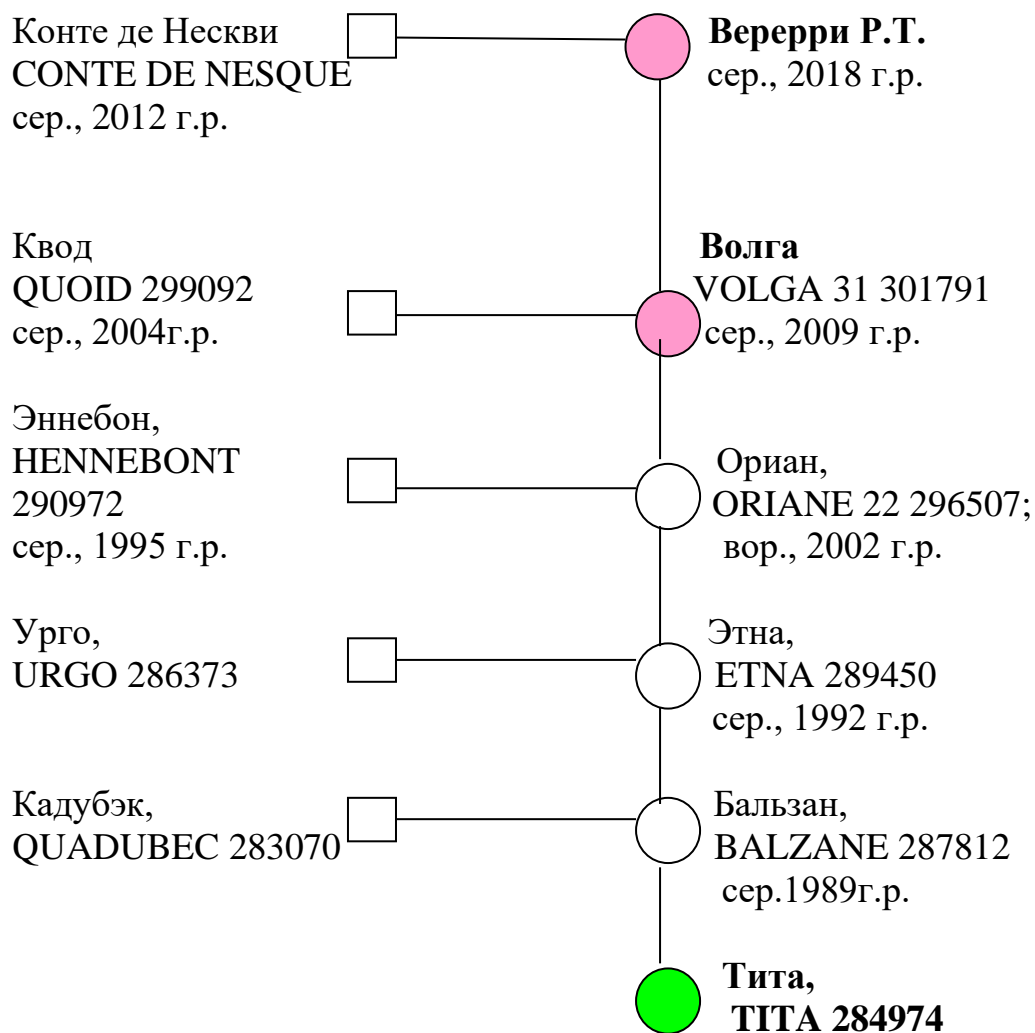 Конте де Нескви
CONTE DE NESQUE
сер., 2012 г.р.
Верерри Р.Т.
сер., 2018 г.р.
Квод
QUOID 299092
сер., 2004г.р.
Волга
VOLGA 31 301791
сер., 2009 г.р.
Эннебон,
HENNEBONT
290972
сер., 1995 г.р.
Ориан,
ORIANE 22 296507;
вор., 2002 г.р.
Урго,
URGO 286373
Этна,
ETNA 289450
сер., 1992 г.р.
Кадубэк,
QUADUBEC 283070
Бальзан,
BALZANE 287812
сер.1989г.р.
Тита,
TITA 284974